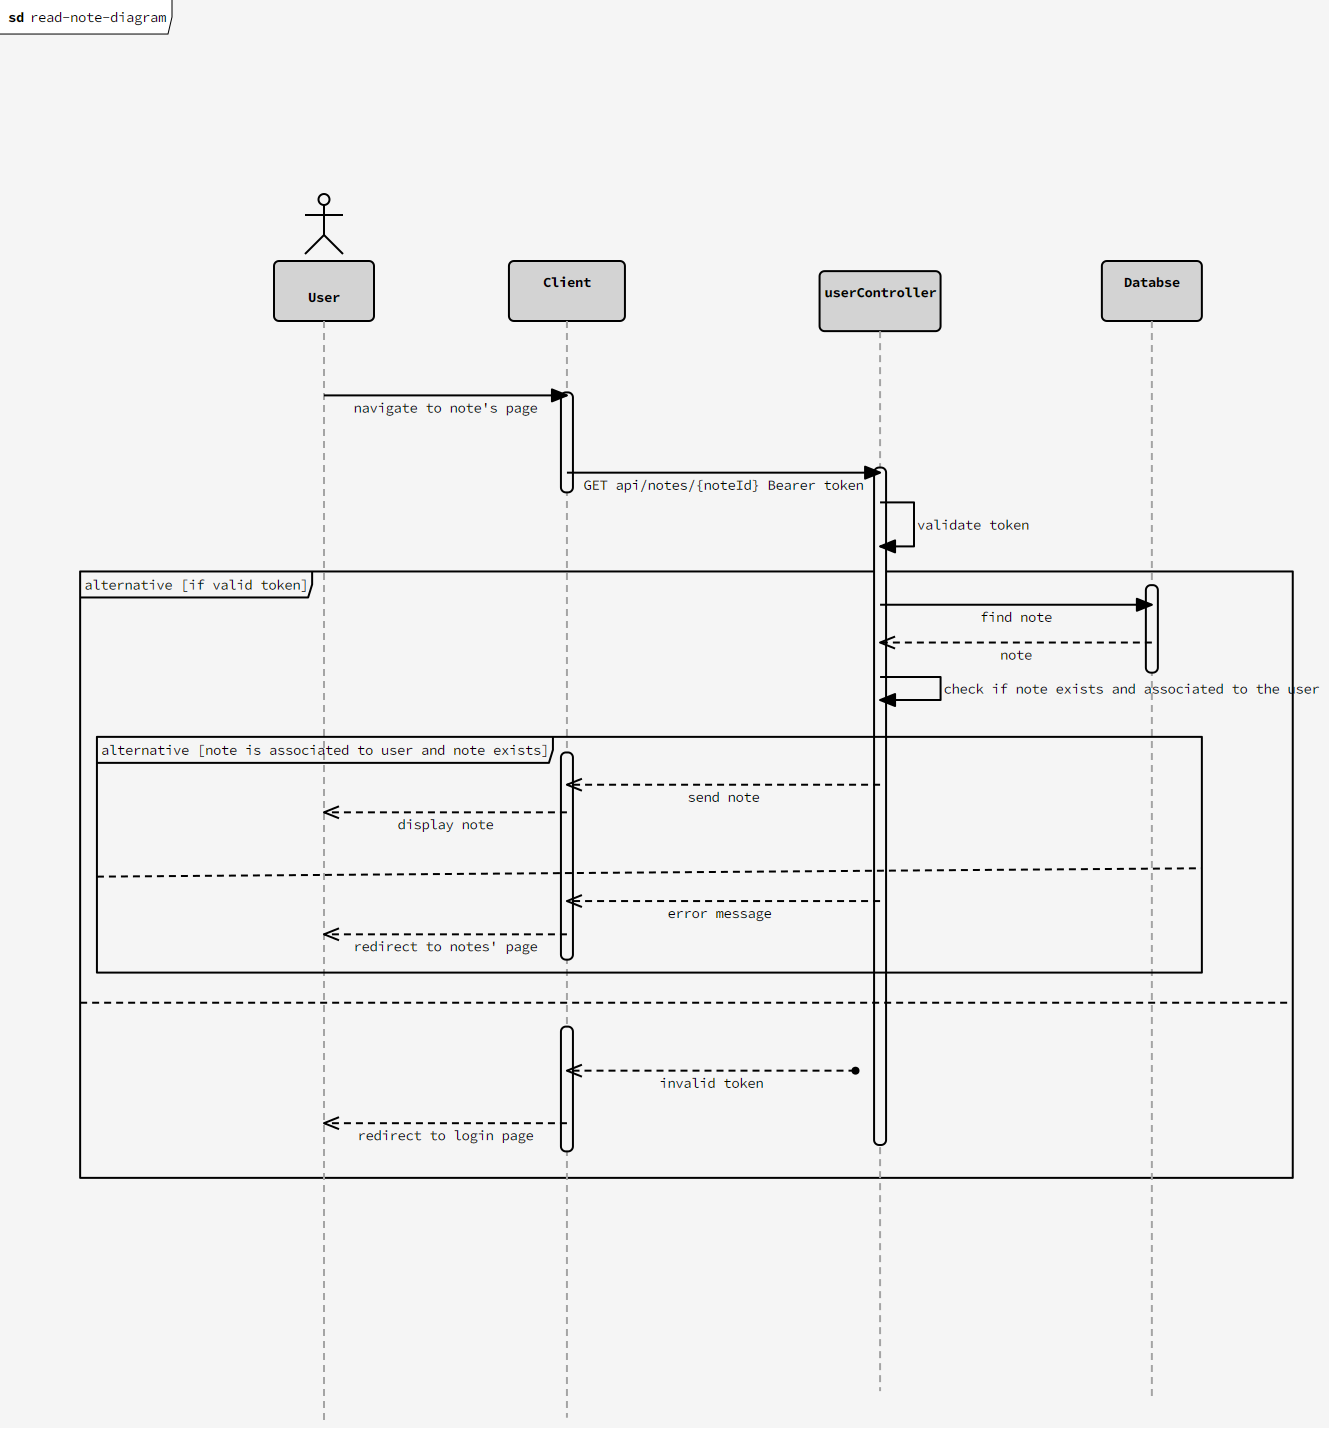 sd read-note-diagram
User
Client
userController
Databse
navigate to note's page
GET api/notes/{noteId} Bearer token
validate token
alternative [if valid token]
find note
note
check if note exists and associated to the user
alternative [note is associated to user and note exists]
send note
display note
error message
redirect to notes' page
invalid token
redirect to login page